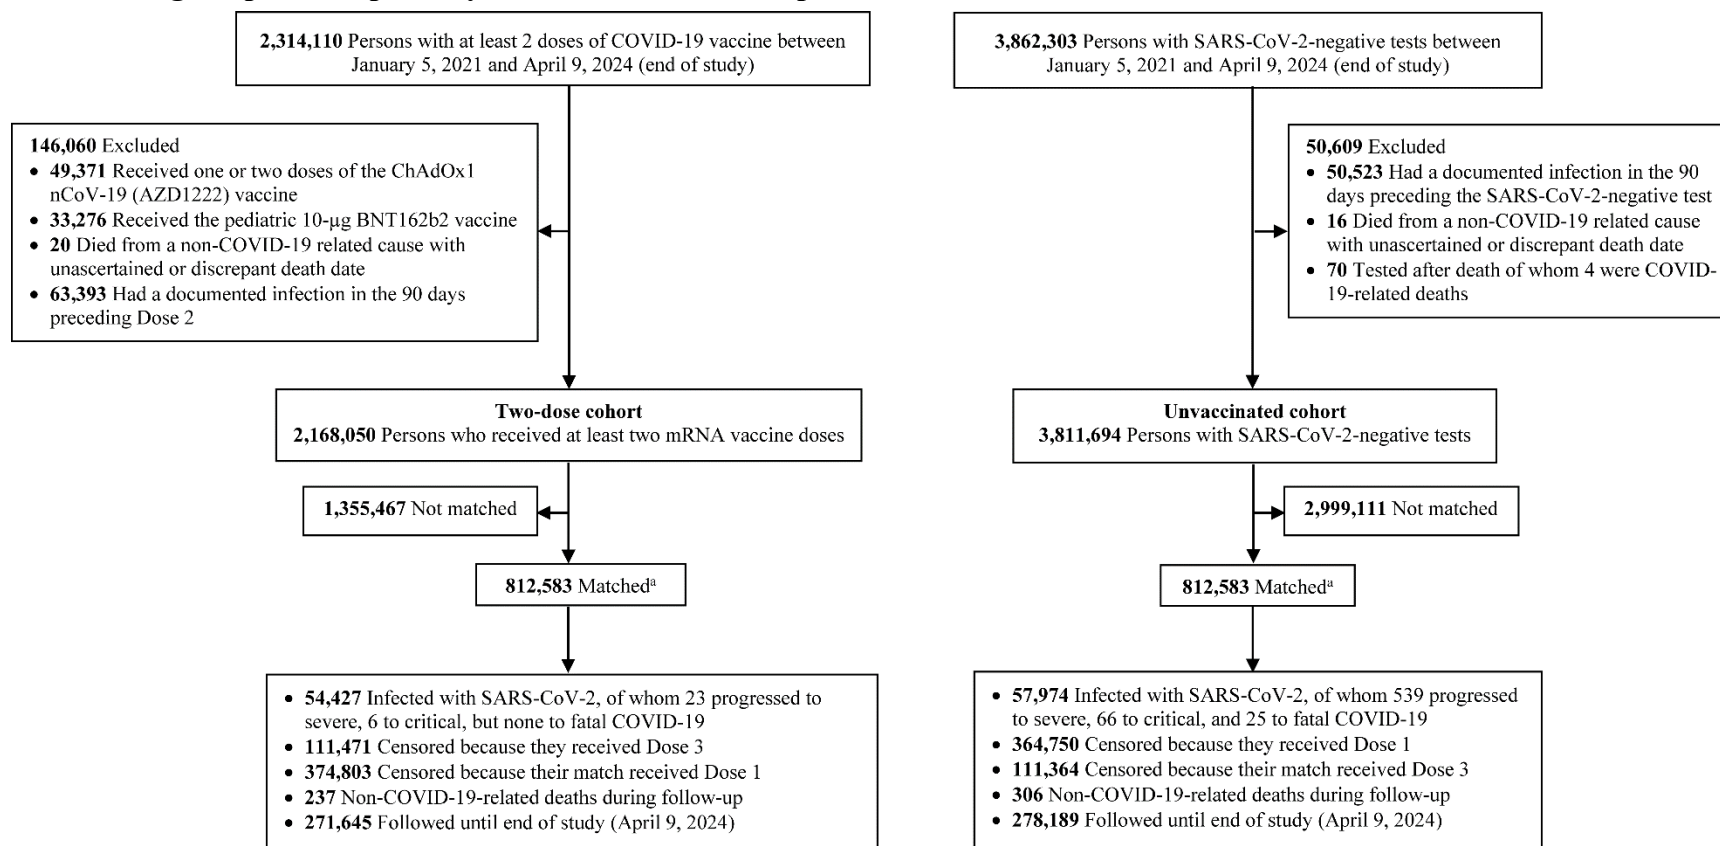 2,314,110 Persons with at least 2 doses of COVID-19 vaccine between
January 5, 2021 and April 9, 2024 (end of study)
146,060 Excluded
• 49,371 Received one or two doses of the ChAdOx1
nCoV-19 (AZD1222) vaccine
• 33,276 Received the pediatric 10-µg BNT162b2 vaccine
• 20 Died from a non-COVID-19 related cause with
unascertained or discrepant death date
• 63,393 Had a documented infection in the 90 days
preceding Dose 2
Two-dose cohort
2,168,050 Persons who received at least two mRNA vaccine doses
1,355,467 Not matched
812,583 Matchedᵃ
• 54,427 Infected with SARS-CoV-2, of whom 23 progressed to
severe, 6 to critical, but none to fatal COVID-19
• 111,471 Censored because they received Dose 3
• 374,803 Censored because their match received Dose 1
• 237 Non-COVID-19-related deaths during follow-up
• 271,645 Followed until end of study (April 9, 2024)
3,862,303 Persons with SARS-CoV-2-negative tests between
January 5, 2021 and April 9, 2024 (end of study)
50,609 Excluded
• 50,523 Had a documented infection in the 90
days preceding the SARS-CoV-2-negative test
• 16 Died from a non-COVID-19 related cause
with unascertained or discrepant death date
• 70 Tested after death of whom 4 were COVID-
19-related deaths
Unvaccinated cohort
3,811,694 Persons with SARS-CoV-2-negative tests
2,999,111 Not matched
812,583 Matchedᵃ
• 57,974 Infected with SARS-CoV-2, of whom 539 progressed
to severe, 66 to critical, and 25 to fatal COVID-19
• 364,750 Censored because they received Dose 1
• 111,364 Censored because their match received Dose 3
• 306 Non-COVID-19-related deaths during follow-up
• 278,189 Followed until end of study (April 9, 2024)